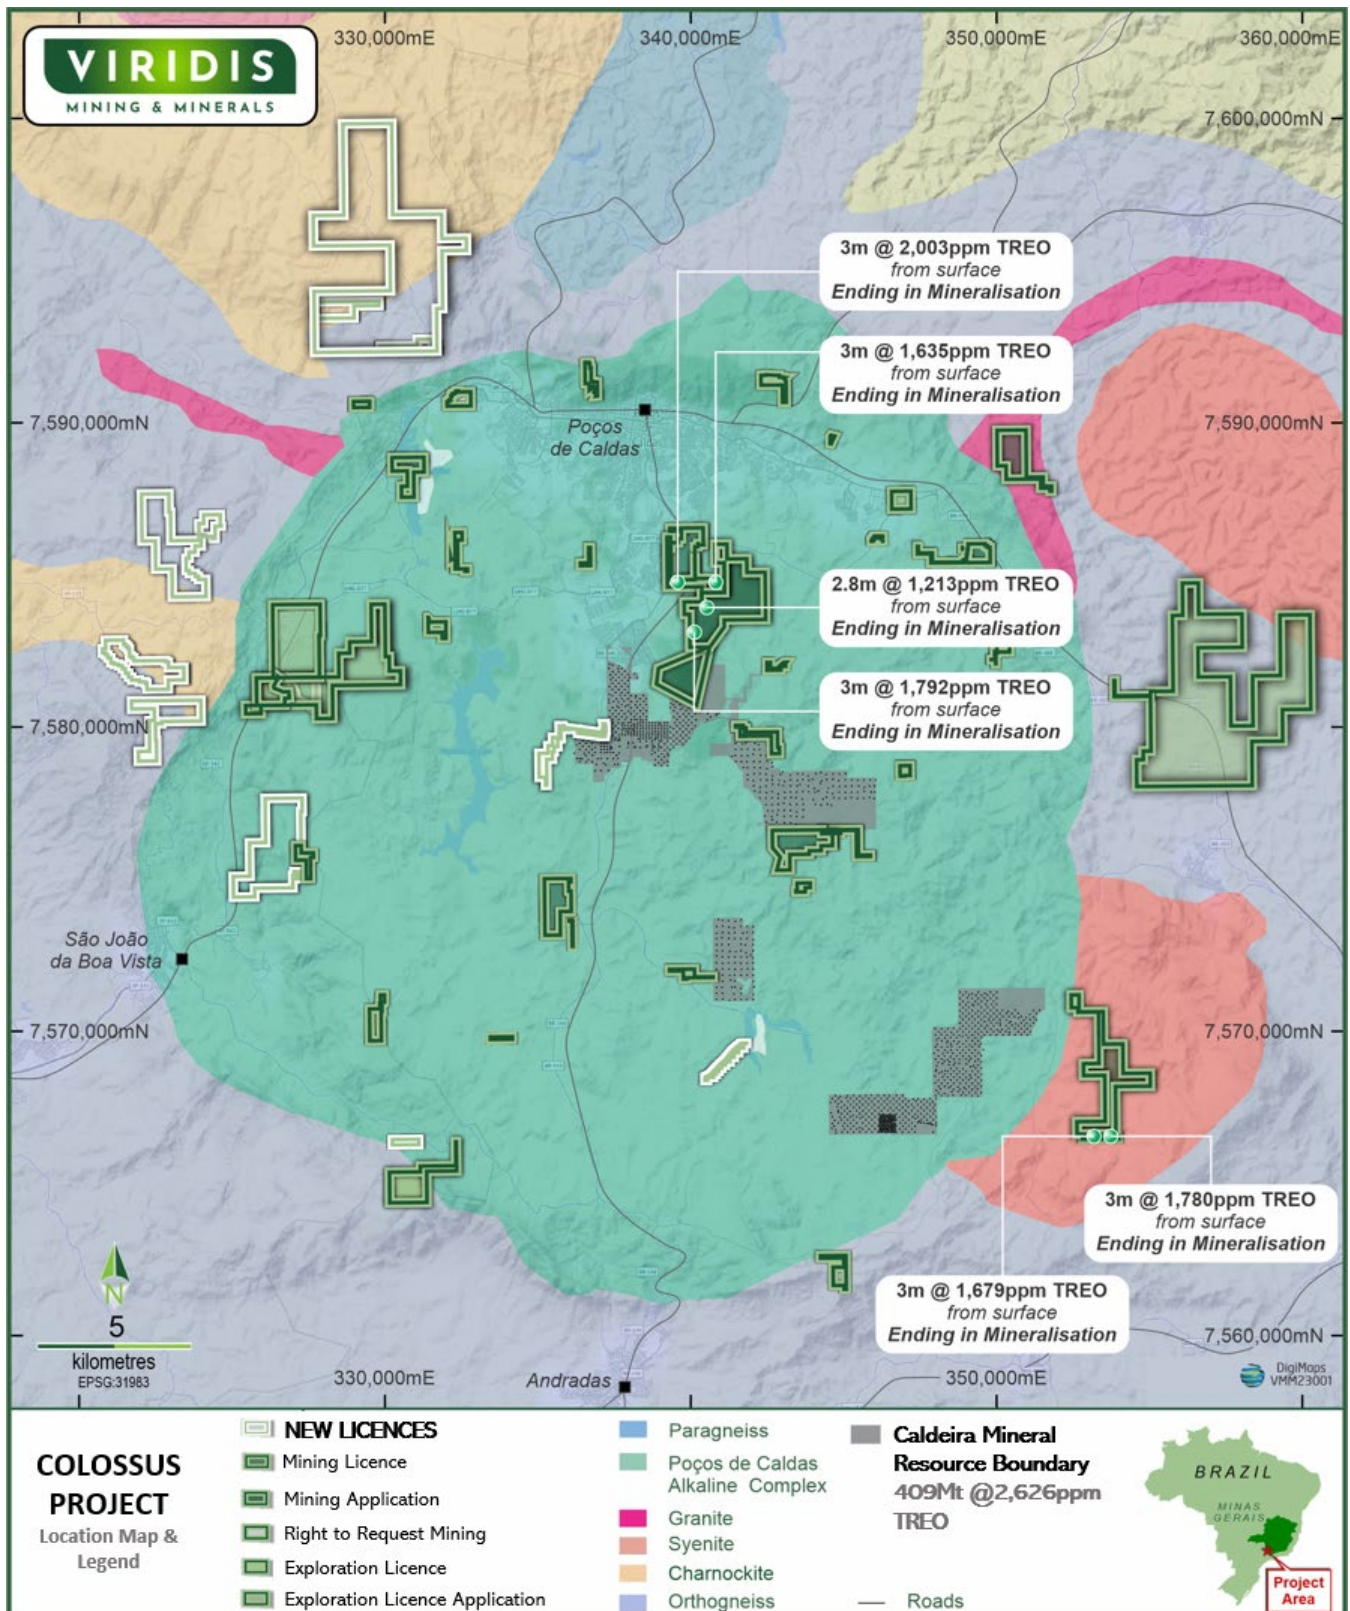 VIRIDIS
MINING & MINERALS
330,000mE
340,000mE
350,000mE
360,000mE
7,600,000mN
3m @ 2,003ppm TREO
from surface
Ending in Mineralisation
3m @ 1,635ppm TREO
from surface
Ending in Mineralisation
7,590,000mN
7,590,000mN
Poços
de Caldas
2.8m @ 1,213ppm TREO
from surface
Ending in Mineralisation
3m @ 1,792ppm TREO
from surface
Ending in Mineralisation
7,580,000mN
São João
da Boa Vista
7,570,000mN
7,570,000mN
3m @ 1,780ppm TREO
from surface
Ending in Mineralisation
3m @ 1,679ppm TREO
from surface
Ending in Mineralisation
N
5
kilometres
EPSG:31983
7,560,000mN
330,000mE
Andradas
350,000mE
DigiMaps
VMM23001
COLOSSUS
PROJECT
Location Map &
Legend
NEW LICENCES
Mining Licence
Mining Application
Right to Request Mining
Exploration Licence
Exploration Licence Application
Paragneiss
Poços de Caldas
Alkaline Complex
Granite
Syenite
Charnockite
Orthogneiss
Caldeira Mineral
Resource Boundary
409Mt @2,626ppm
TREO
Roads
BRAZIL
MINAS
GERAIS
Project
Area